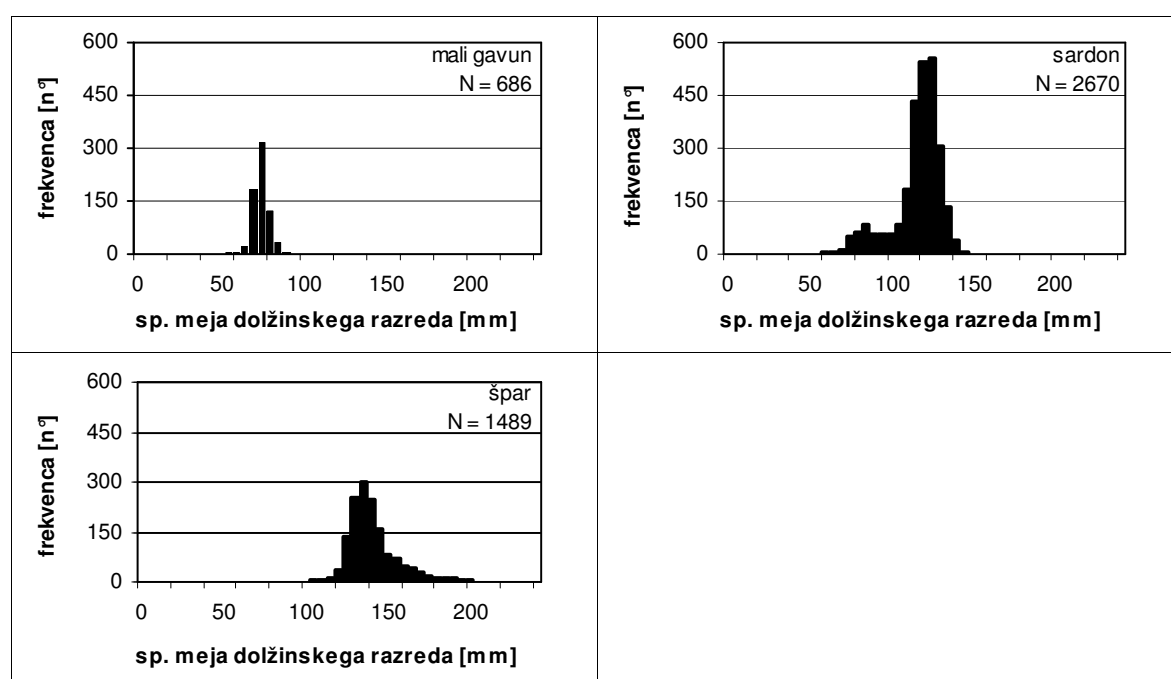 mali gavun
N = 686
frekvenca [n°]
600
450
300
150
0
0 50 100 150 200
sp. meja dolžinskega razreda [mm]
sardon
N = 2670
frekvenca [n°]
600
450
300
150
0
0 50 100 150 200
sp. meja dolžinskega razreda [mm]
špar
N = 1489
frekvenca [n°]
600
450
300
150
0
0 50 100 150 200
sp. meja dolžinskega razreda [mm]